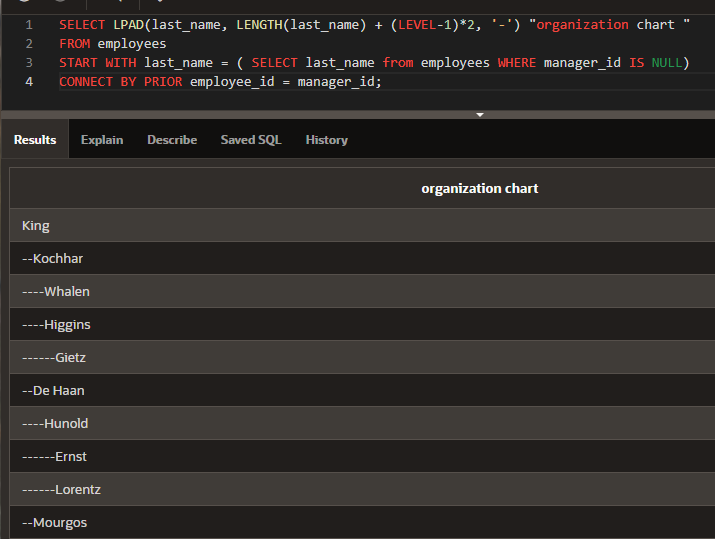 1 SELECT LPAD(last_name, LENGTH(last_name) + (LEVEL-1)*2, '-') "organization chart "
2 FROM employees
3 START WITH last_name = ( SELECT last_name from employees WHERE manager_id IS NULL)
4 CONNECT BY PRIOR employee_id = manager_id;
Results Explain Describe Saved SQL History
organization chart
King
--Kochhar
----Whalen
----Higgins
------Gietz
--De Haan
----Hunold
------Ernst
------Lorentz
--Mourgos